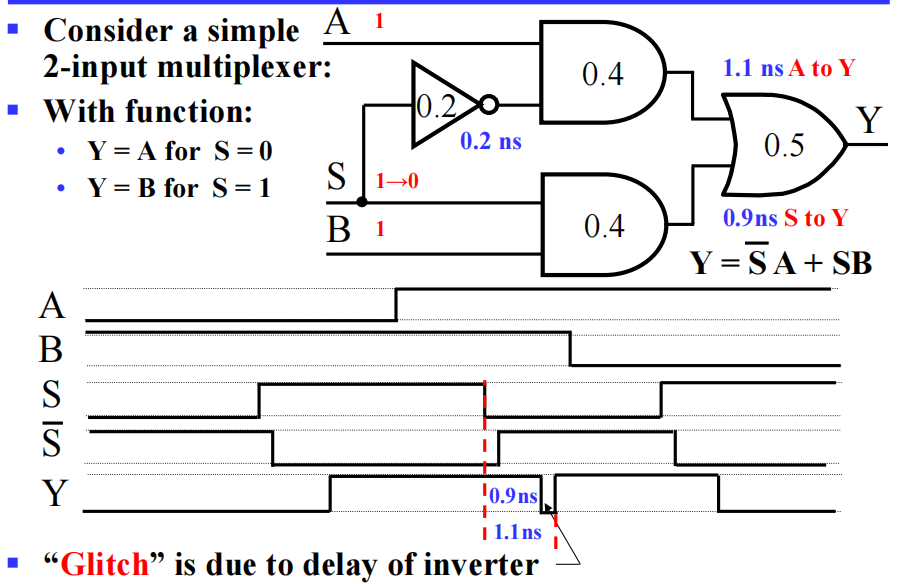 Consider a simple
2-input multiplexer:
With function:
Y = A for S = 0
Y = B for S = 1
A 1
0.4
1.1 ns A to Y
0.2
0.2 ns
0.5
Y
S 1→0
B 1
0.4
0.9ns S to Y
Y = S̅ A + SB
A
B
S
S̅
Y
0.9ns
1.1ns
“Glitch” is due to delay of inverter